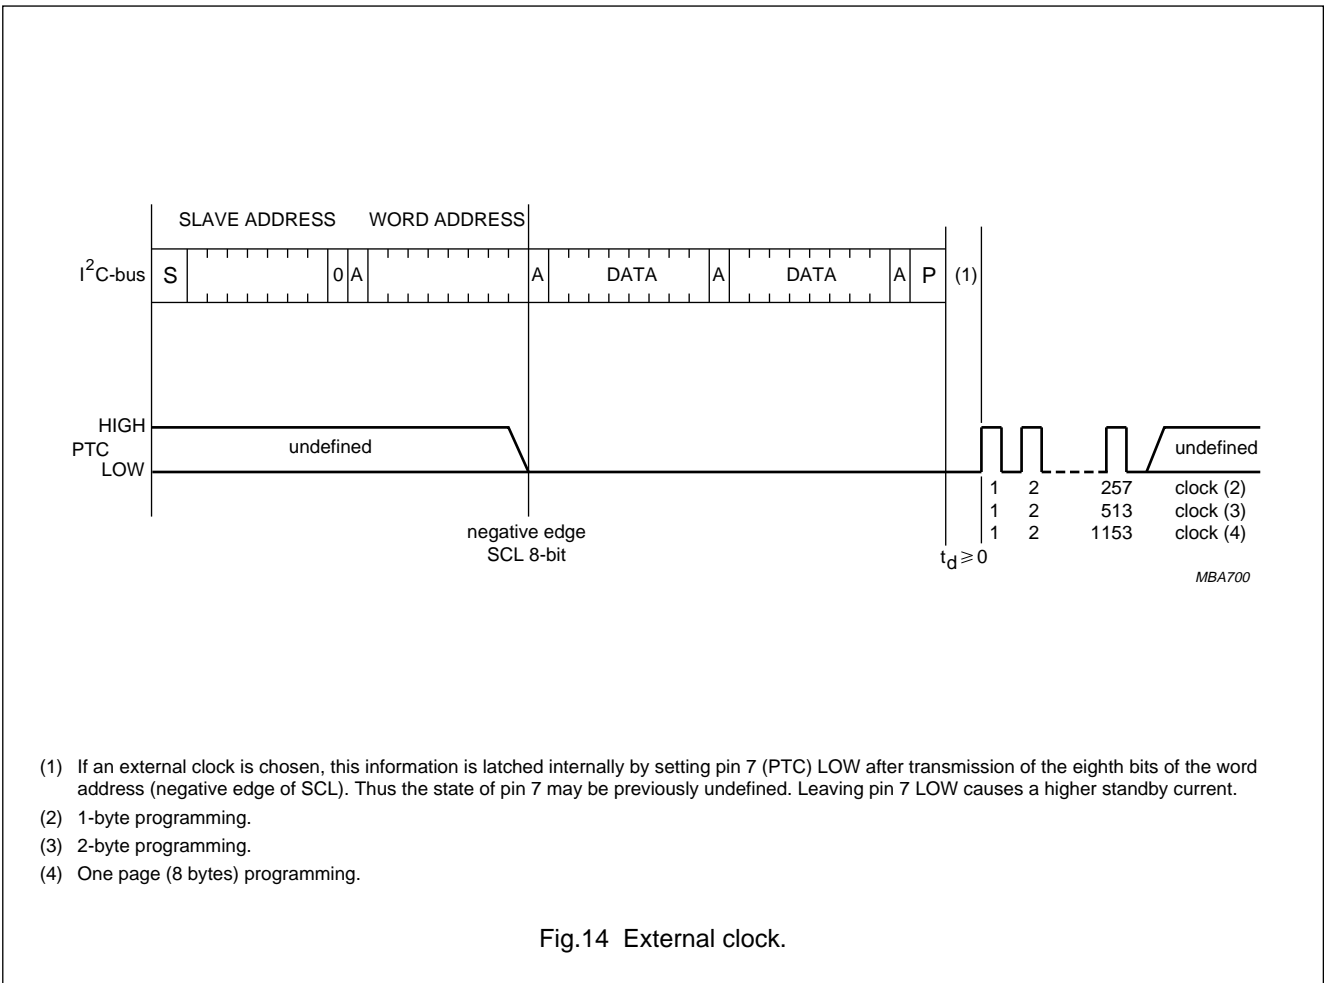 SLAVE ADDRESS WORD ADDRESS
I2C-bus S 0 A A DATA A DATA A P (1)
HIGH
PTC
LOW
undefined
undefined
1 2 257 clock (2)
1 2 513 clock (3)
1 2 1153 clock (4)
negative edge
SCL 8-bit
td ⩾ 0
MBA700
(1) If an external clock is chosen, this information is latched internally by setting pin 7 (PTC) LOW after transmission of the eighth bits of the word
address (negative edge of SCL). Thus the state of pin 7 may be previously undefined. Leaving pin 7 LOW causes a higher standby current.
(2) 1-byte programming.
(3) 2-byte programming.
(4) One page (8 bytes) programming.
Fig.14 External clock.